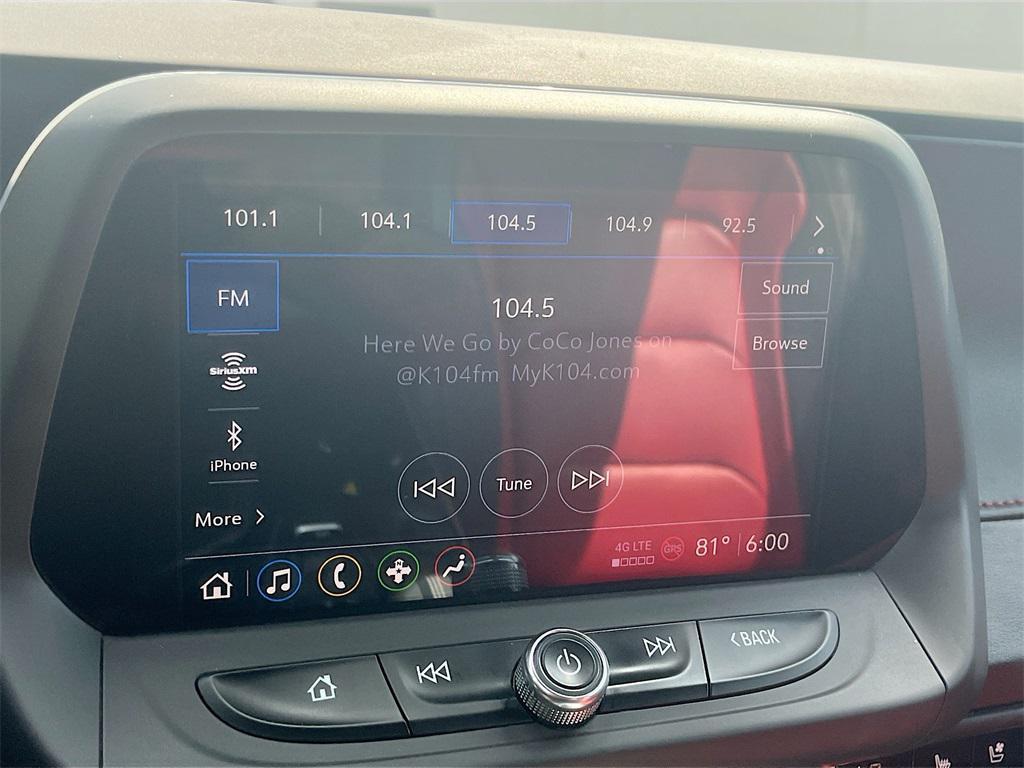 101.1 104.1 104.5 104.9 92.5
FM
SiriusXM
iPhone
More
104.5
Here We Go by CoCo Jones on
@K104fm MyK104.com
Sound
Browse
Tune
4G LTE GPS 81° 6:00
BACK